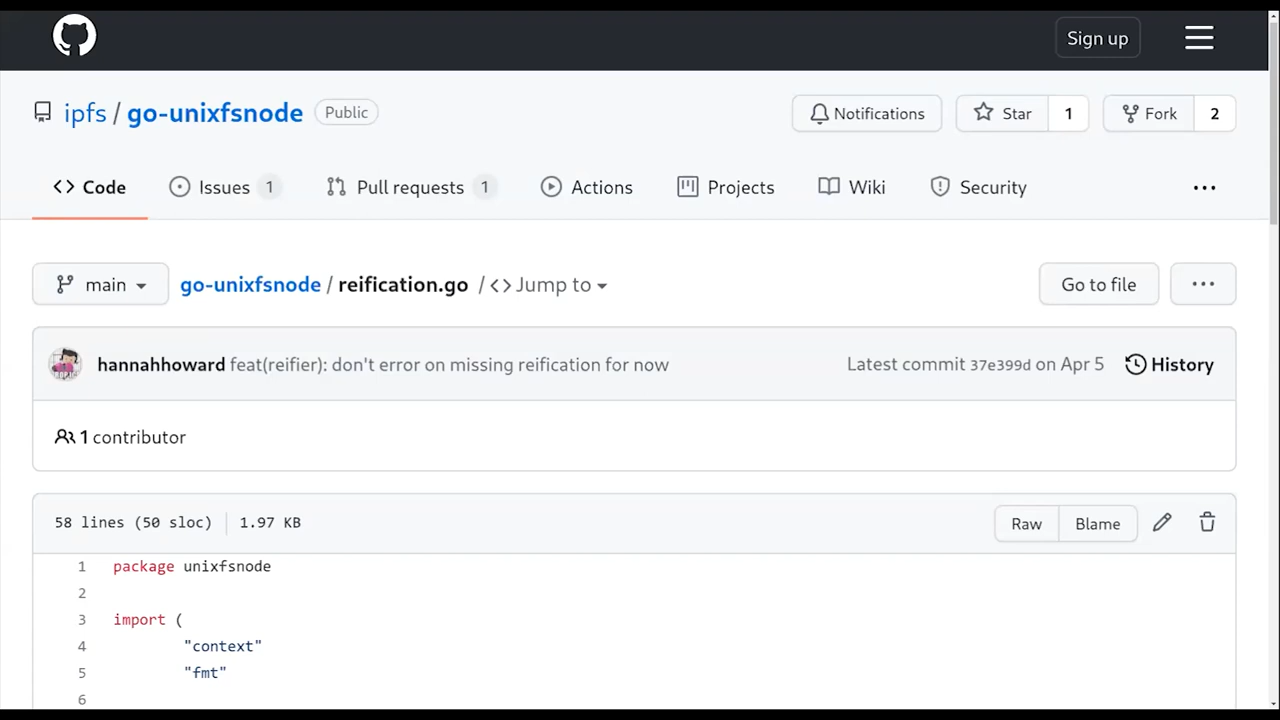 Sign up
ipfs / go-unixfsnode Public Notifications Star 1 Fork 2
Code Issues 1 Pull requests 1 Actions Projects Wiki Security ...
main go-unixfsnode / reification.go / <> Jump to Go to file ...
hannahhoward feat(reifier): don't error on missing reification for now Latest commit 37e399d on Apr 5 History
1 contributor
58 lines (50 sloc) 1.97 KB Raw Blame
1 package unixfsnode
2
3 import (
4 "context"
5 "fmt"
6